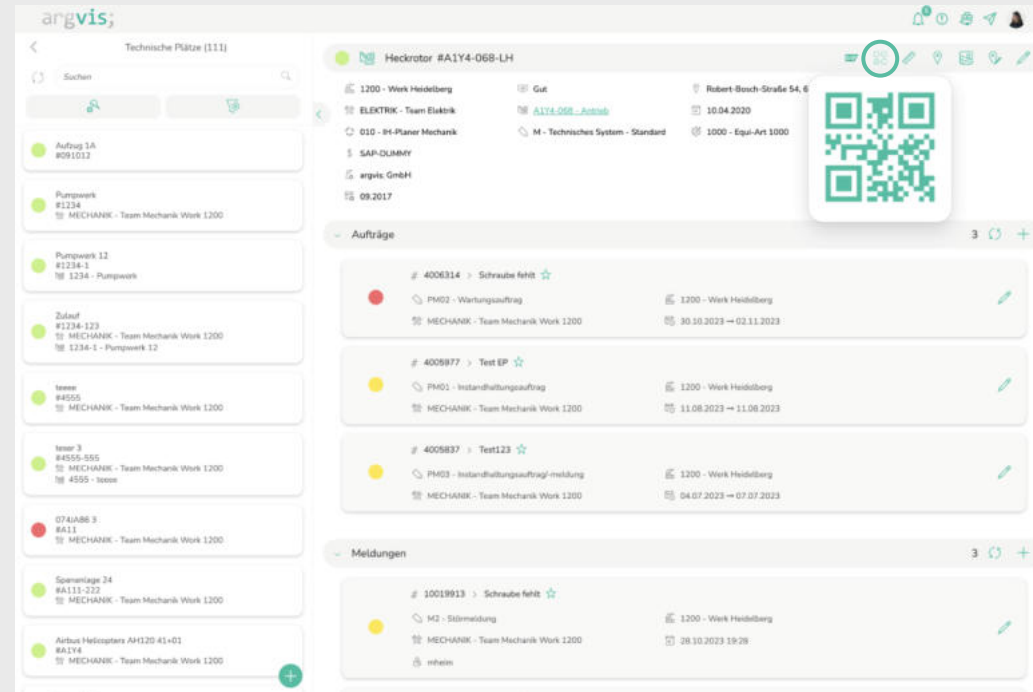 argvis;
5
Technische Plätze (111)
Suchen
Aufzug 1A
#091012
Pumpwerk
#1234
MECHANIK - Team Mechanik Work 1200
Pumpwerk 12
#1234-1
1234 - Pumpwerk
Zulauf
#1234-123
MECHANIK - Team Mechanik Work 1200
1234-1 - Pumpwerk 12
teeee
#4555
MECHANIK - Team Mechanik Work 1200
teser 3
#4555-555
MECHANIK - Team Mechanik Work 1200
4555 - teeee
074JA86 3
#A11
MECHANIK - Team Mechanik Work 1200
Spananlage 24
#A111-222
MECHANIK - Team Mechanik Work 1200
Airbus Helicopters AH120 41+01
#A1Y4
MECHANIK - Team Mechanik Work 1200
Heckrotor #A1Y4-068-LH
1200 - Werk Heidelberg
Gut
Robert-Bosch-Straße 54, 6
ELEKTRIK - Team Elektrik
A1Y4-068 - Antrieb
10.04.2020
010 - IH-Planer Mechanik
M - Technisches System - Standard
1000 - Equi-Art 1000
SAP-DUMMY
argvis; GmbH
09.2017
Aufträge
3
# 4006314 > Schraube fehlt
PM02 - Wartungsauftrag
1200 - Werk Heidelberg
MECHANIK - Team Mechanik Work 1200
30.10.2023 → 02.11.2023
# 4005977 > Test EP
PM01 - Instandhaltungsauftrag
1200 - Werk Heidelberg
MECHANIK - Team Mechanik Work 1200
11.08.2023 → 11.08.2023
# 4005837 > Test123
PM03 - Instandhaltungsauftrag/-meldung
1200 - Werk Heidelberg
MECHANIK - Team Mechanik Work 1200
04.07.2023 → 07.07.2023
Meldungen
3
# 10019913 > Schraube fehlt
M2 - Störmeldung
1200 - Werk Heidelberg
MECHANIK - Team Mechanik Work 1200
28.10.2023 19:28
mheim